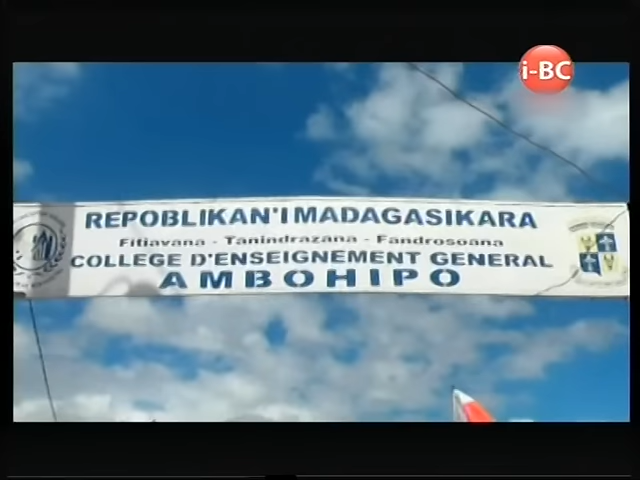 i-BC
REPOBLIKAN'I MADAGASIKARA
Fitiavana - Tanindrazana - Fandrosoana
COLLEGE D'ENSEIGNEMENT GENERAL
AMBOHIPO